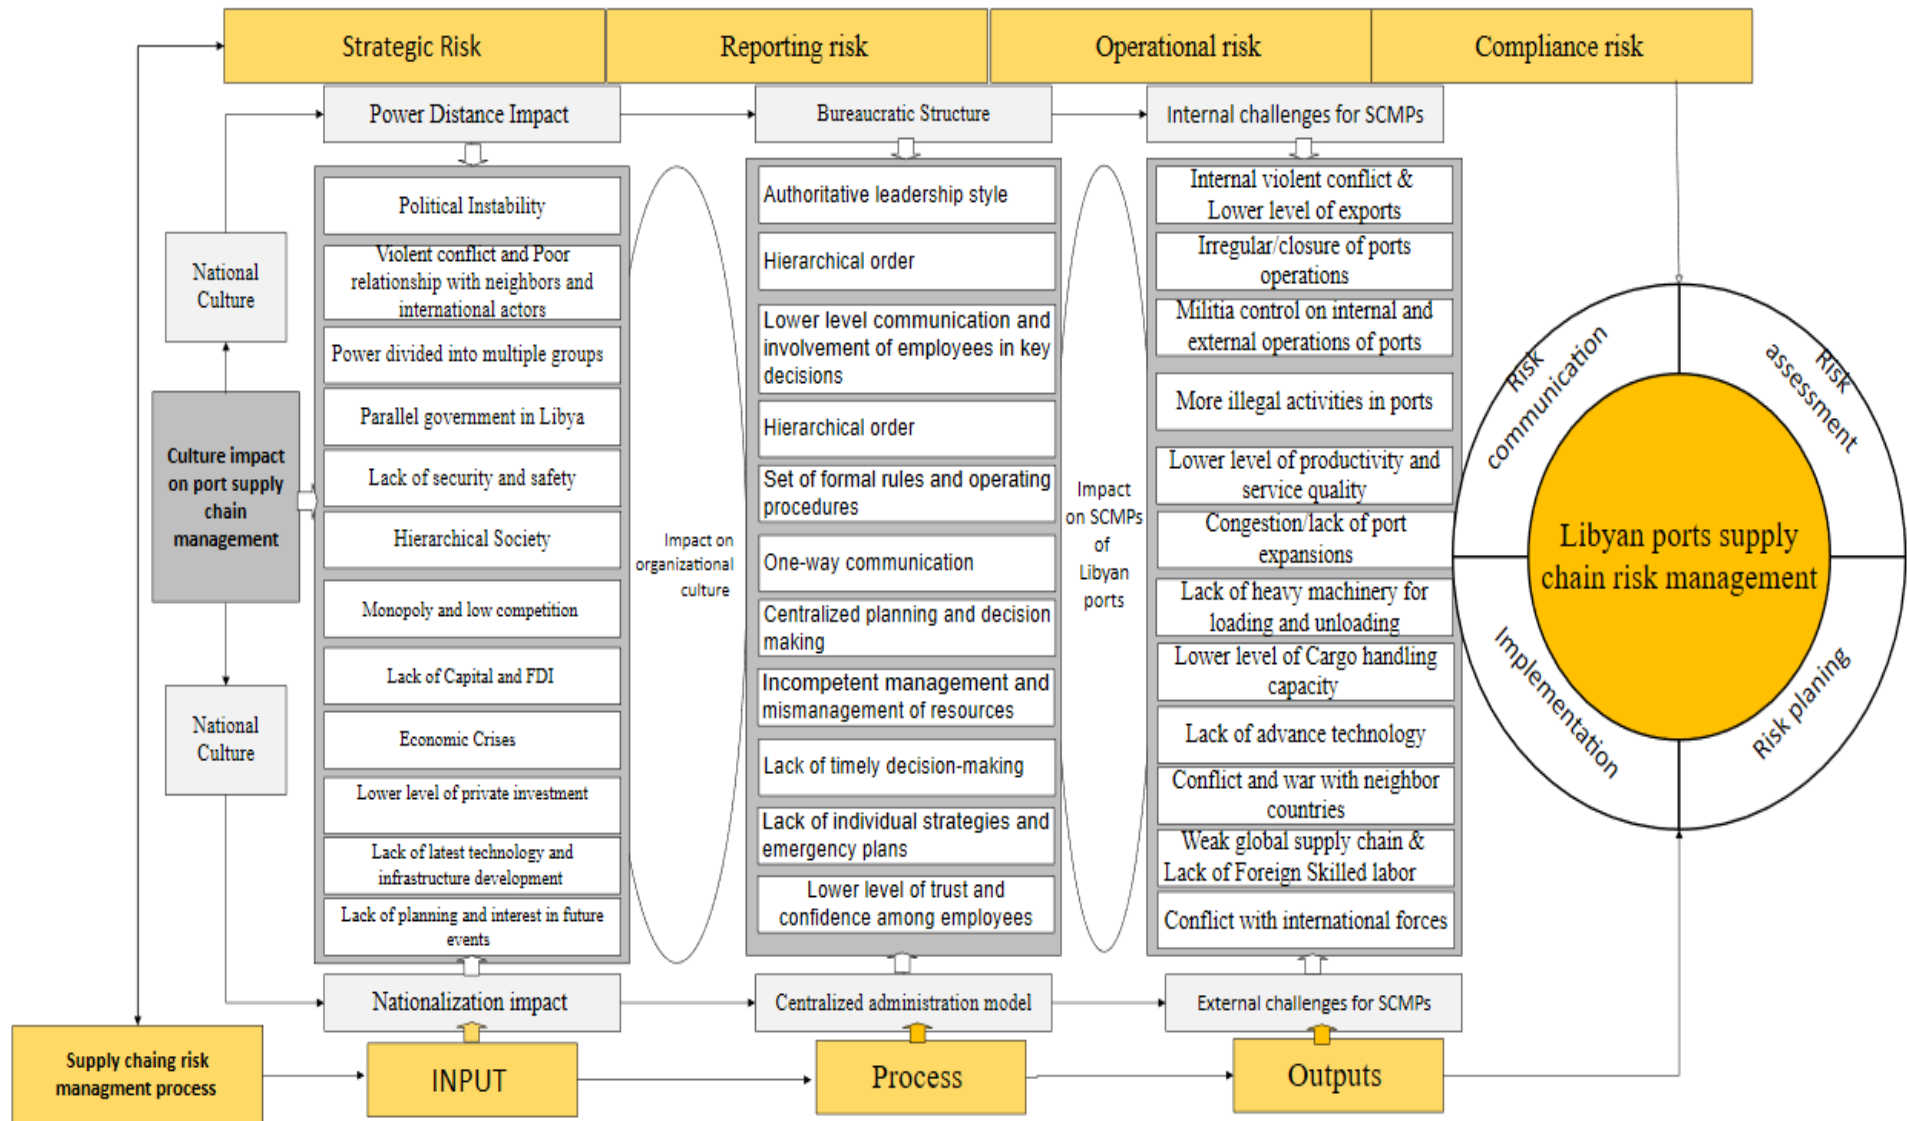 Strategic Risk
Reporting risk
Operational risk
Compliance risk
Power Distance Impact
Bureaucratic Structure
Internal challenges for SCMPs
National
Culture
Culture impact
on port supply
chain
management
National
Culture
Political Instability
Violent conflict and Poor
relationship with neighbors and
international actors
Power divided into multiple groups
Parallel government in Libya
Lack of security and safety
Hierarchical Society
Monopoly and low competition
Lack of Capital and FDI
Economic Crises
Lower level of private investment
Lack of latest technology and
infrastructure development
Lack of planning and interest in future
events
Impact on
organizational
culture
Authoritative leadership style
Hierarchical order
Lower level communication and
involvement of employees in key
decisions
Hierarchical order
Set of formal rules and operating
procedures
One-way communication
Centralized planning and decision
making
Incompetent management and
mismanagement of resources
Lack of timely decision-making
Lack of individual strategies and
emergency plans
Lower level of trust and
confidence among employees
Impact
on SCMPs
of
Libyan
ports
Internal violent conflict &
Lower level of exports
Irregular/closure of ports
operations
Militia control on internal and
external operations of ports
More illegal activities in ports
Lower level of productivity and
service quality
Congestion/lack of port
expansions
Lack of heavy machinery for
loading and unloading
Lower level of Cargo handling
capacity
Lack of advance technology
Conflict and war with neighbor
countries
Weak global supply chain &
Lack of Foreign Skilled labor
Conflict with international forces
Risk
communication
Risk
assessment
Libyan ports supply
chain risk management
Implementation
Risk planing
Nationalization impact
Centralized administration model
External challenges for SCMPs
Supply chaing risk
managment process
INPUT
Process
Outputs